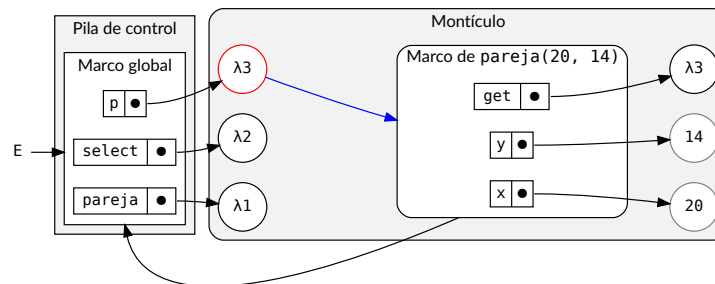 Pila de control
Marco global
p
select
pareja
E
Montículo
λ3
λ2
λ1
Marco de pareja(20, 14)
get
y
x
λ3
14
20